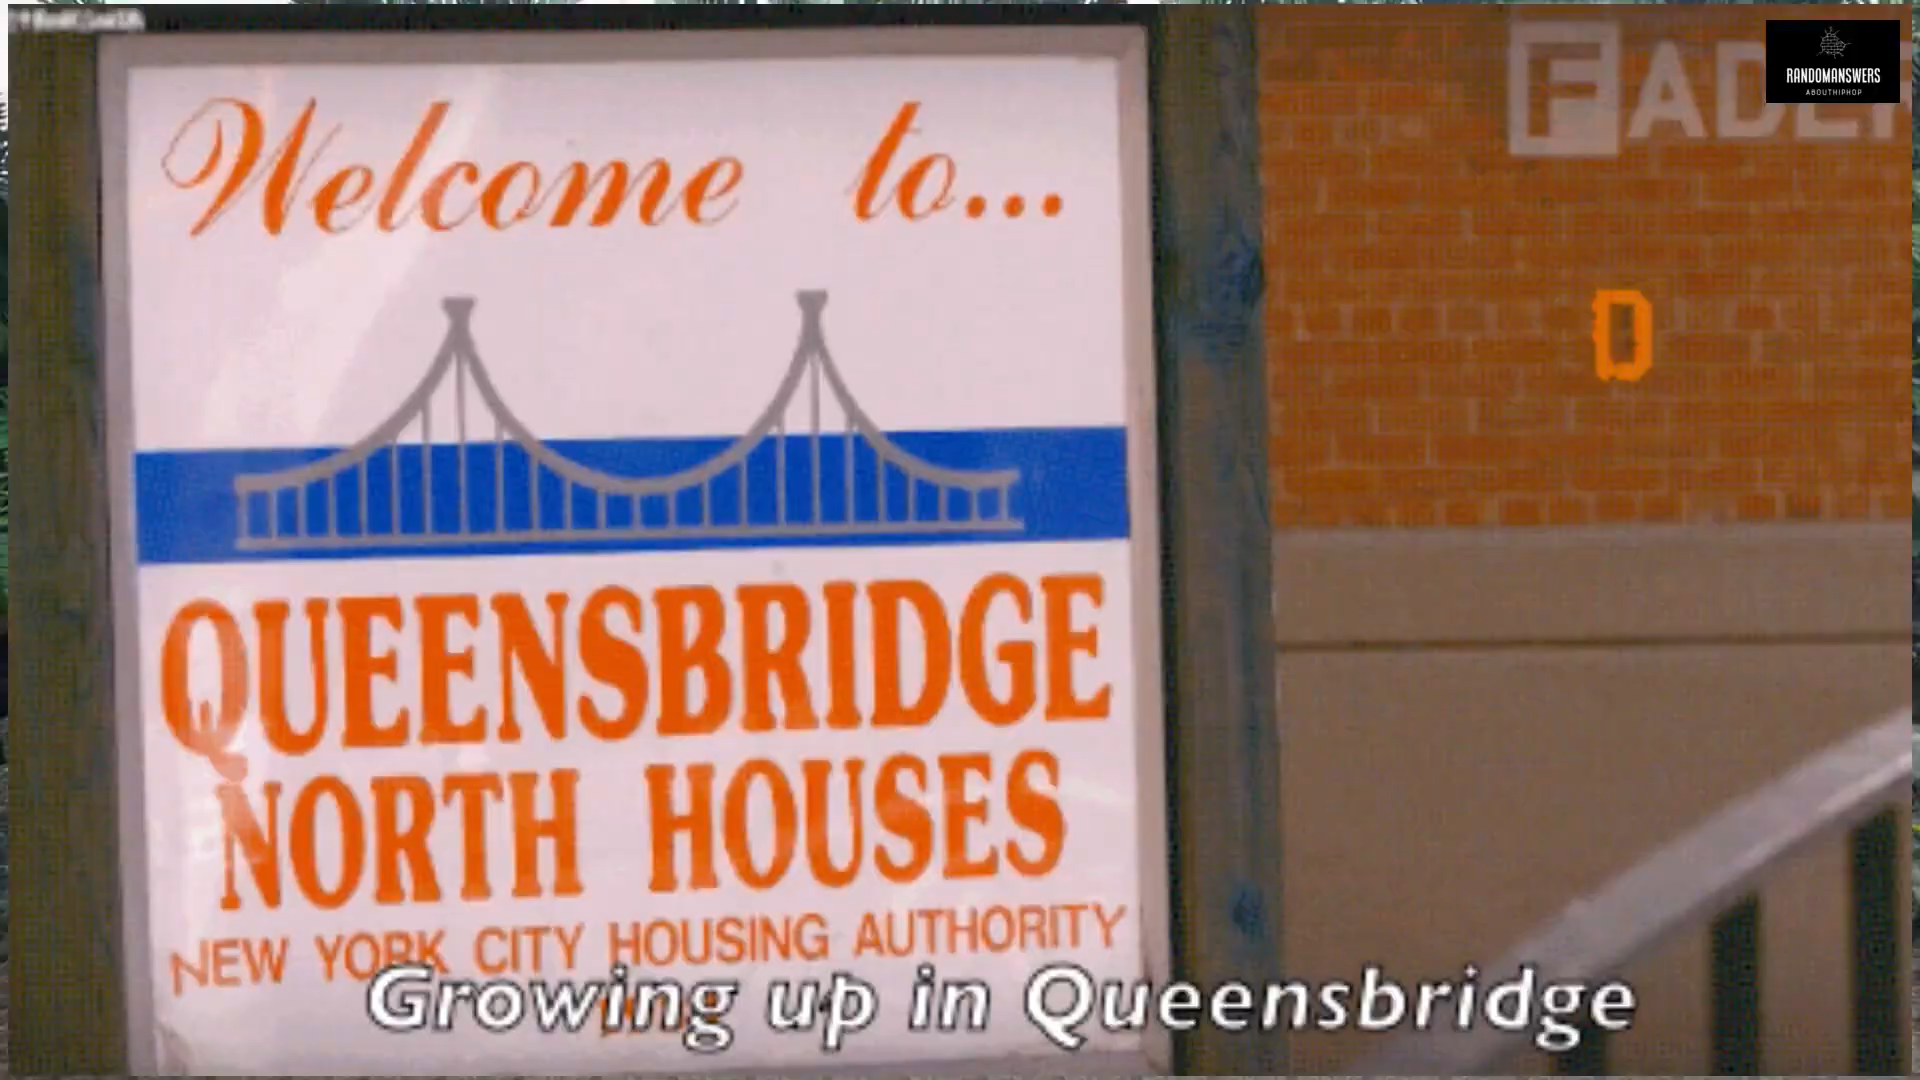 Welcome to...
QUEENSBRIDGE
NORTH HOUSES
NEW YORK CITY HOUSING AUTHORITY
Growing up in Queensbridge
RANDOMANSWERS
ABOUTHIPHOP